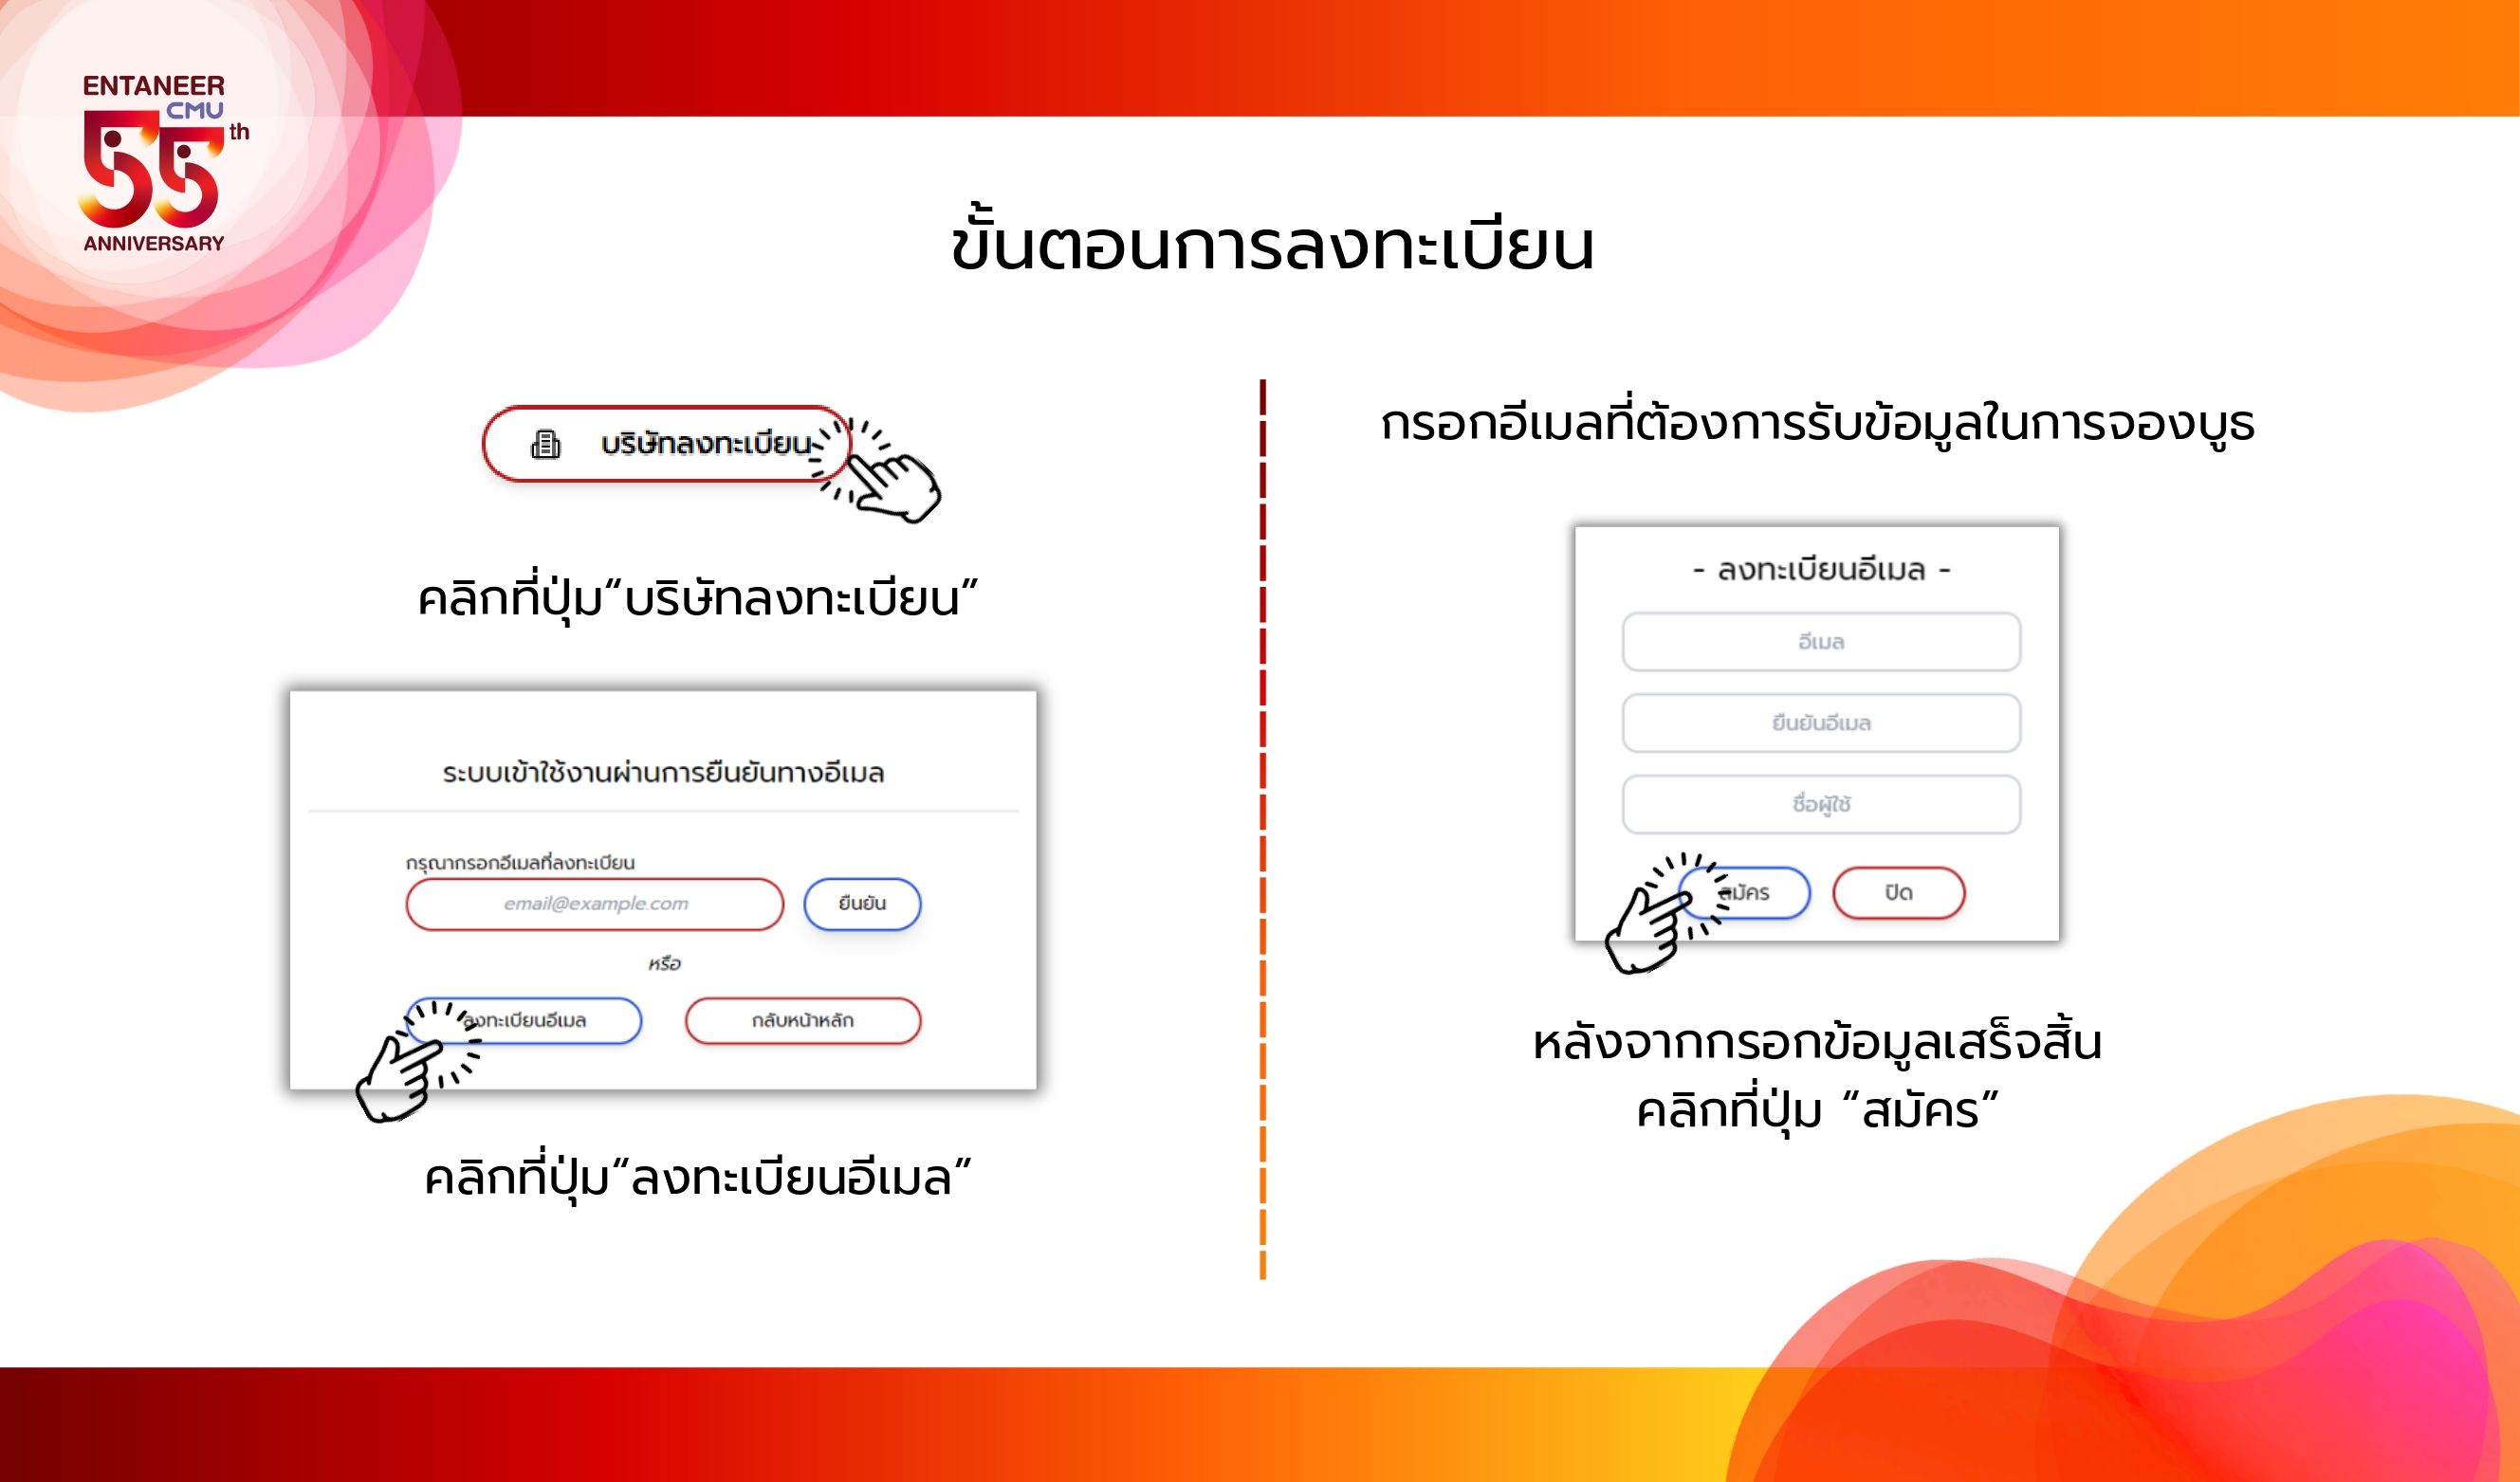 ENTANEER
CMU
55th
ANNIVERSARY
ขั้นตอนการลงทะเบียน
บริษัทลงทะเบียน
คลิกที่ปุ่ม“บริษัทลงทะเบียน”
ระบบเข้าใช้งานผ่านการยืนยันทางอีเมล
กรุณากรอกอีเมลที่ลงทะเบียน
email@example.com
ยืนยัน
หรือ
ลงทะเบียนอีเมล
กลับหน้าหลัก
คลิกที่ปุ่ม“ลงทะเบียนอีเมล”
กรอกอีเมลที่ต้องการรับข้อมูลในการจองบูธ
- ลงทะเบียนอีเมล -
อีเมล
ยืนยันอีเมล
ชื่อผู้ใช้
สมัคร
ปิด
หลังจากกรอกข้อมูลเสร็จสิ้น
คลิกที่ปุ่ม “สมัคร”